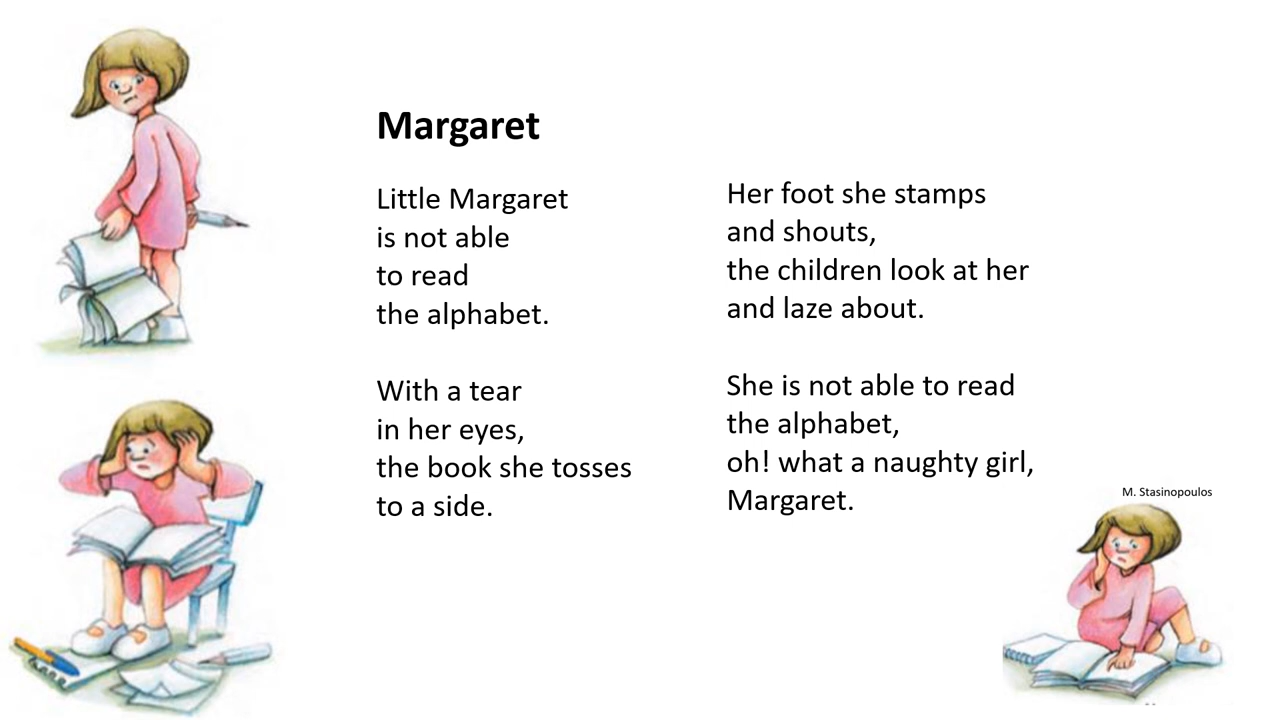 Margaret
Little Margaret
is not able
to read
the alphabet.
With a tear
in her eyes,
the book she tosses
to a side.
Her foot she stamps
and shouts,
the children look at her
and laze about.
She is not able to read
the alphabet,
oh! what a naughty girl,
Margaret.
M. Stasinopoulos